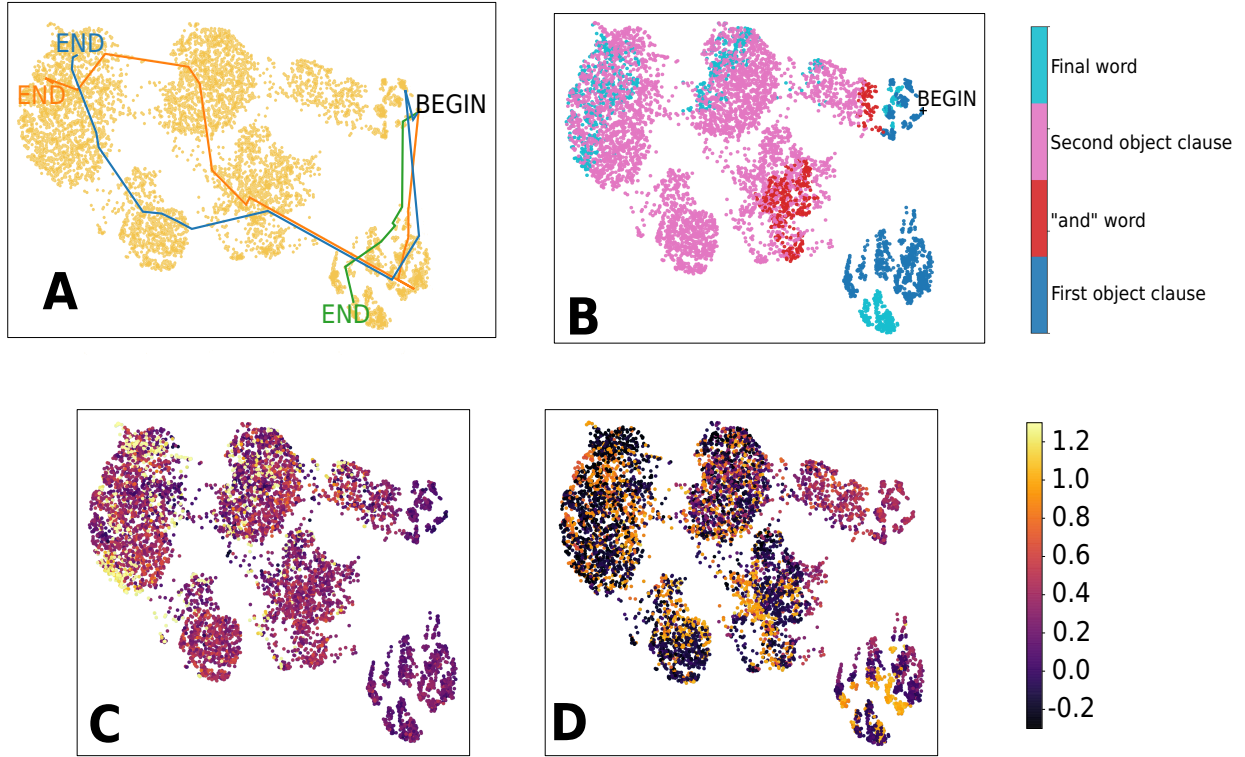 END
END
BEGIN
END
A
BEGIN
B
Final word
Second object clause
"and" word
First object clause
C
D
1.2
1.0
0.8
0.6
0.4
0.2
0.0
-0.2